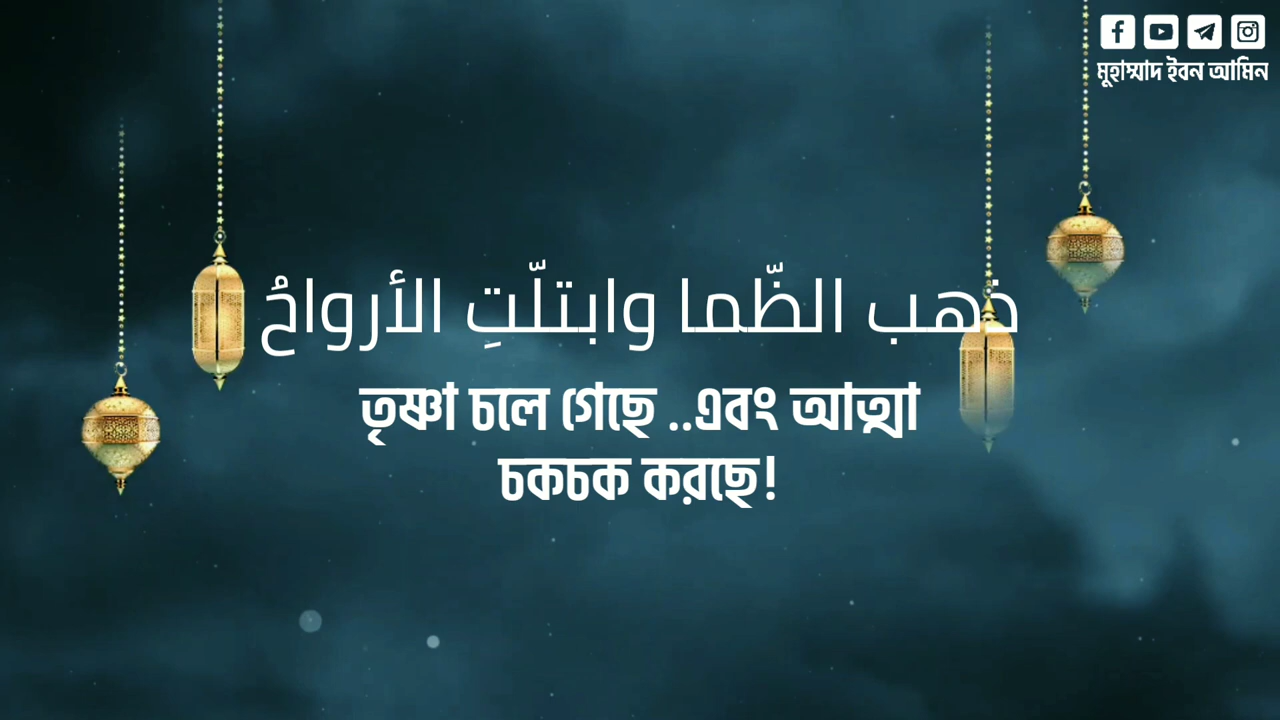 মুহাম্মাদ ইবন আমিন
ذهب الظّما وابتلّتِ الأرواحُ
তৃষ্ণা চলে গেছে ..এবং আত্মা
চকচক করছে!